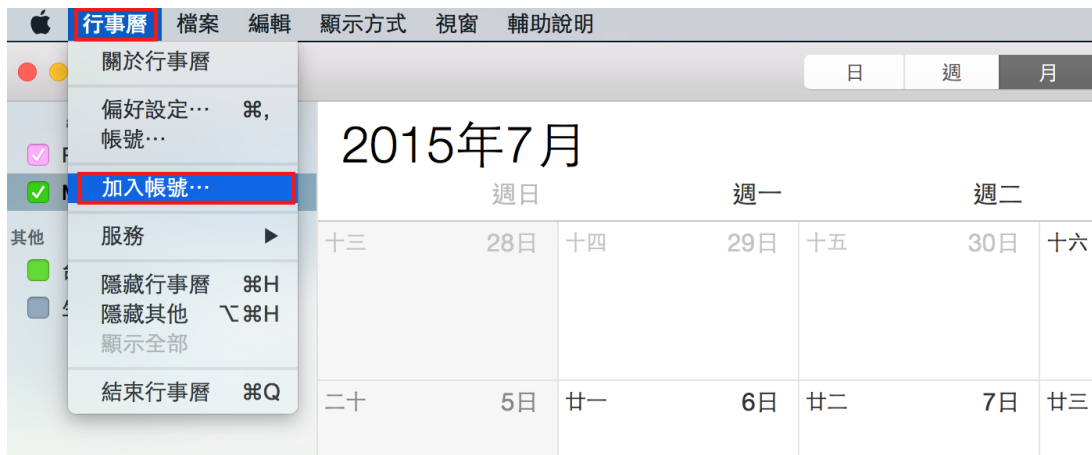 行事曆 檔案 編輯 顯示方式 視窗 輔助說明
關於行事曆
偏好設定⋯ ⌘,
帳號⋯
加入帳號⋯
服務 ▶
隱藏行事曆 ⌘H
隱藏其他 ⌥⌘H
顯示全部
結束行事曆 ⌘Q
其他
日 週 月
2015年7月
週日 週一 週二
十三 28日 十四 29日 十五 30日 十六
二十 5日 廿一 6日 廿二 7日 廿三